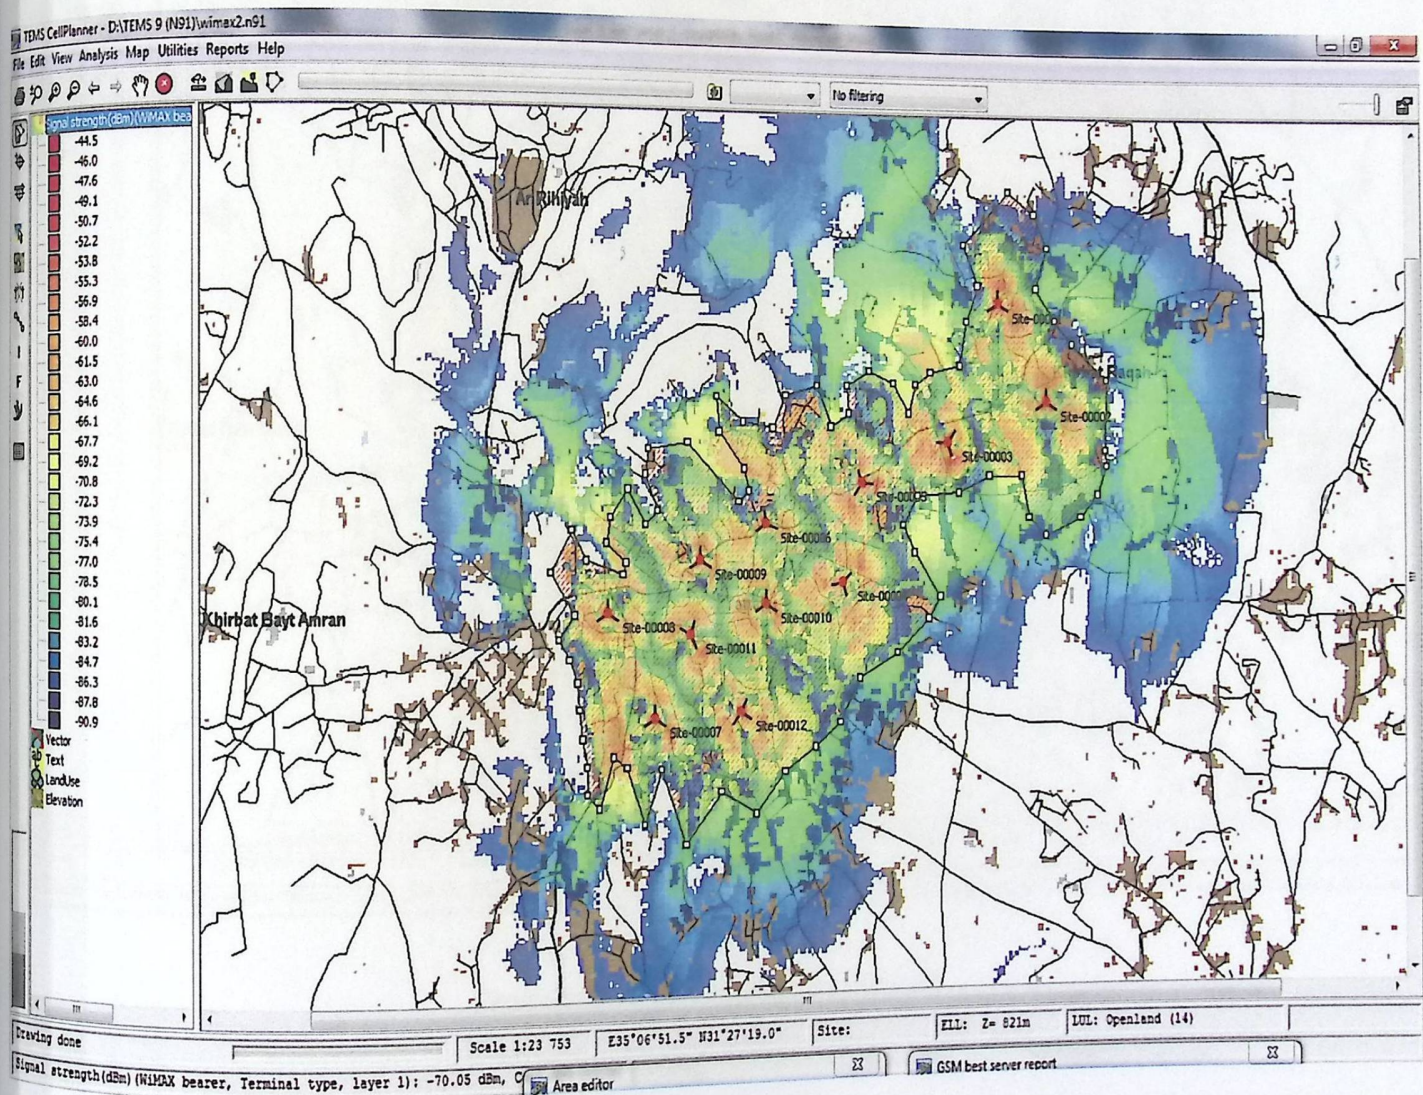 TEMS CellPlanner - D:\TEMS 9 (N91)\wimax2.n91
File Edit View Analysis Map Utilities Reports Help
No filtering
Signal strength(dBm)(WiMAX bea
-44.5
-46.0
-47.6
-49.1
-50.7
-52.2
-53.8
-55.3
-56.9
-58.4
-60.0
-61.5
-63.0
-64.6
-66.1
-67.7
-69.2
-70.8
-72.3
-73.9
-75.4
-77.0
-78.5
-80.1
-81.6
-83.2
-84.7
-86.3
-87.8
-90.9
Vector
Text
LandUse
Elevation
Ar Rihiyah
Site-00002
Site-00003
Site-00009
Site-00010
Khirbat Bayt Amran
Site-00008
Site-00011
Site-00007
Site-00012
Drawing done
Scale 1:23 753
E35°06'51.5" N31°27'19.0"
Site:
ELL: Z= 821m
LUL: Openland (14)
Signal strength(dBm)(WiMAX bearer, Terminal type, layer 1): -70.05 dBm, C
Area editor
GSM best server report